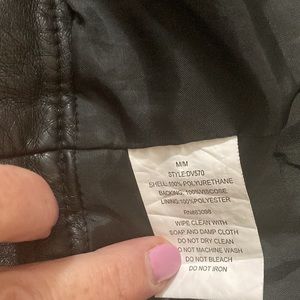 M/M
STYLE:DV570
SHELL:100% POLYURETHANE
BACKING: 100%VISCOSE
LINING:100%POLYESTER
WIPE CLEAN WITH
SOAP AND DAMP CLOTH
DO NOT DRY CLEAN
DO NOT MACHINE WASH
DO NOT BLEACH
DO NOT IRON